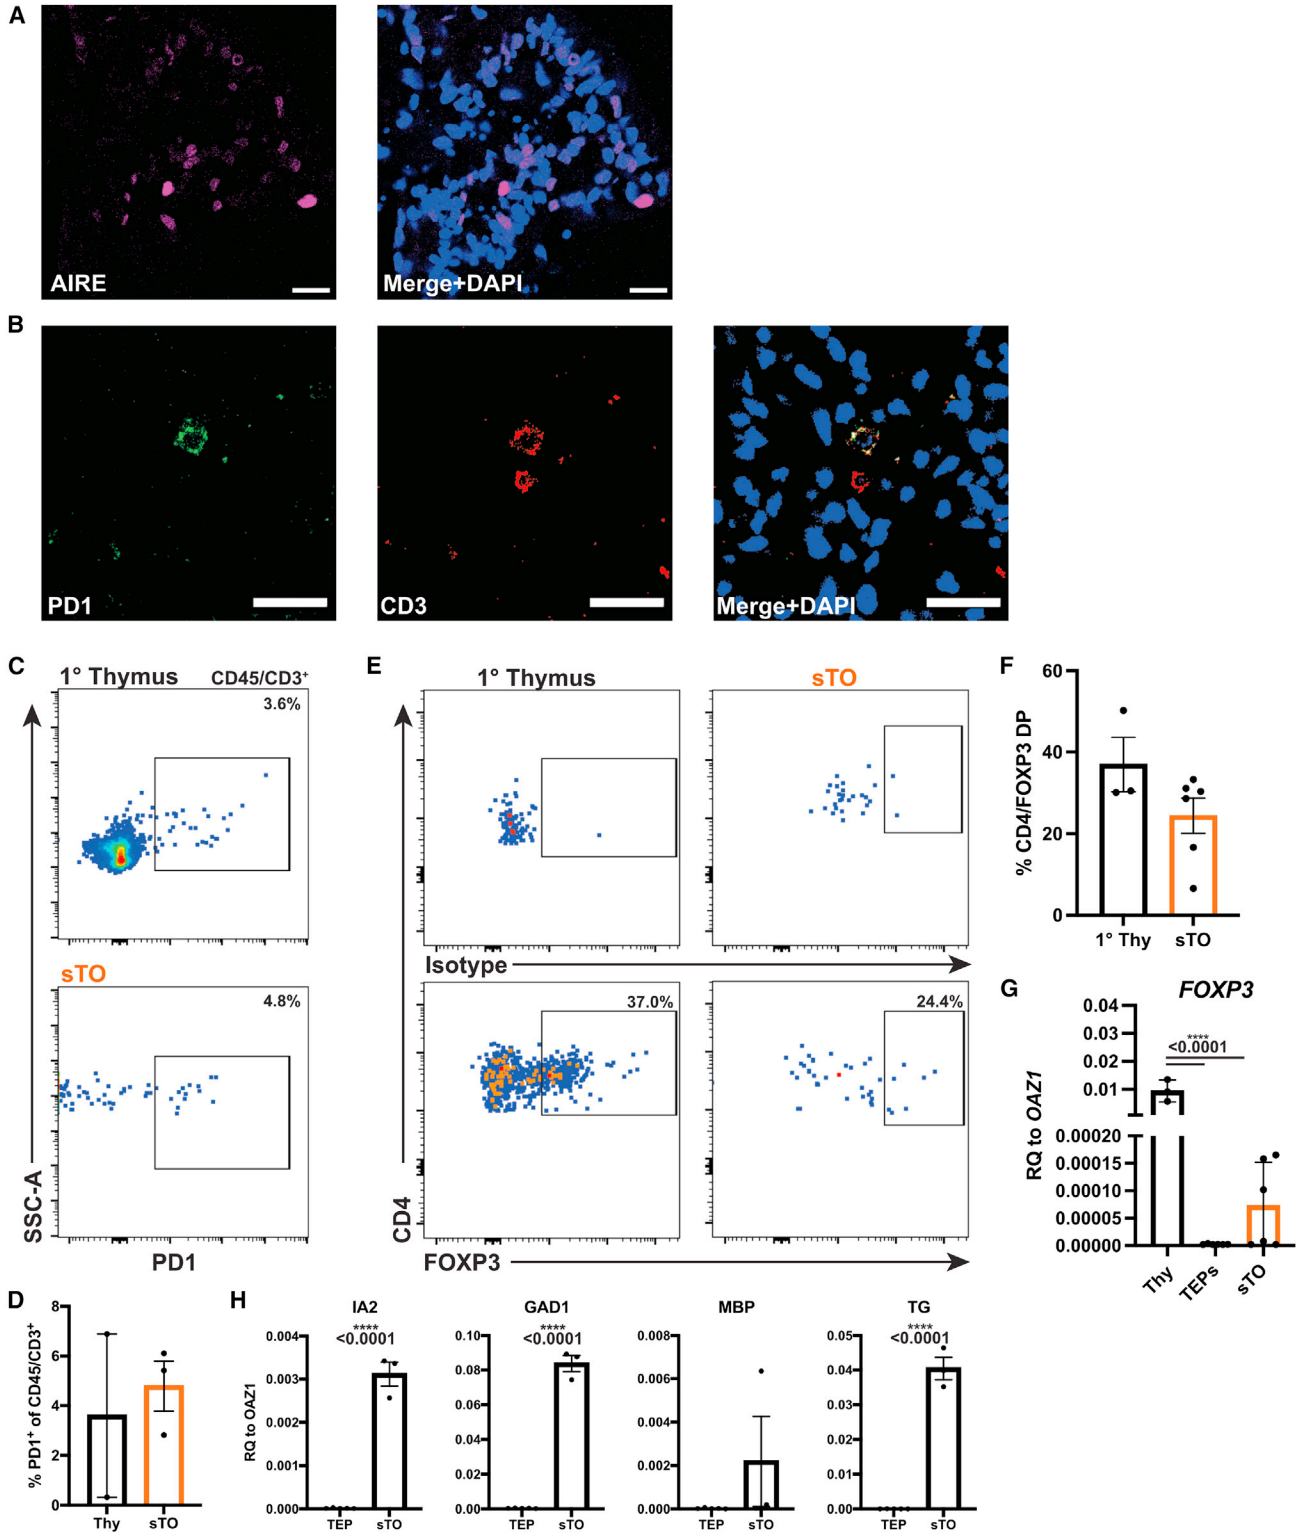 A
AIRE
Merge+DAPI
B
PD1
CD3
Merge+DAPI
C
1° Thymus
CD45/CD3⁺
3.6%
sTO
4.8%
SSC-A
PD1
E
1° Thymus
sTO
Isotype
37.0%
24.4%
CD4
FOXP3
F
60
40
20
0
% CD4/FOXP3 DP
1° Thy
sTO
G
FOXP3
0.04
0.03
0.02
0.01
0.00020
0.00015
0.00010
0.00005
0.00000
****
<0.0001
RQ to OAZ1
Thy
TEPs
sTO
D
8
6
4
2
0
% PD1⁺ of CD45/CD3⁺
Thy
sTO
H
RQ to OAZ1
IA2
****
<0.0001
0.004
0.003
0.002
0.001
0.000
TEP
sTO
GAD1
****
<0.0001
0.10
0.08
0.06
0.04
0.02
0.00
TEP
sTO
MBP
0.008
0.006
0.004
0.002
0.000
TEP
sTO
TG
****
<0.0001
0.05
0.04
0.03
0.02
0.01
0.00
TEP
sTO